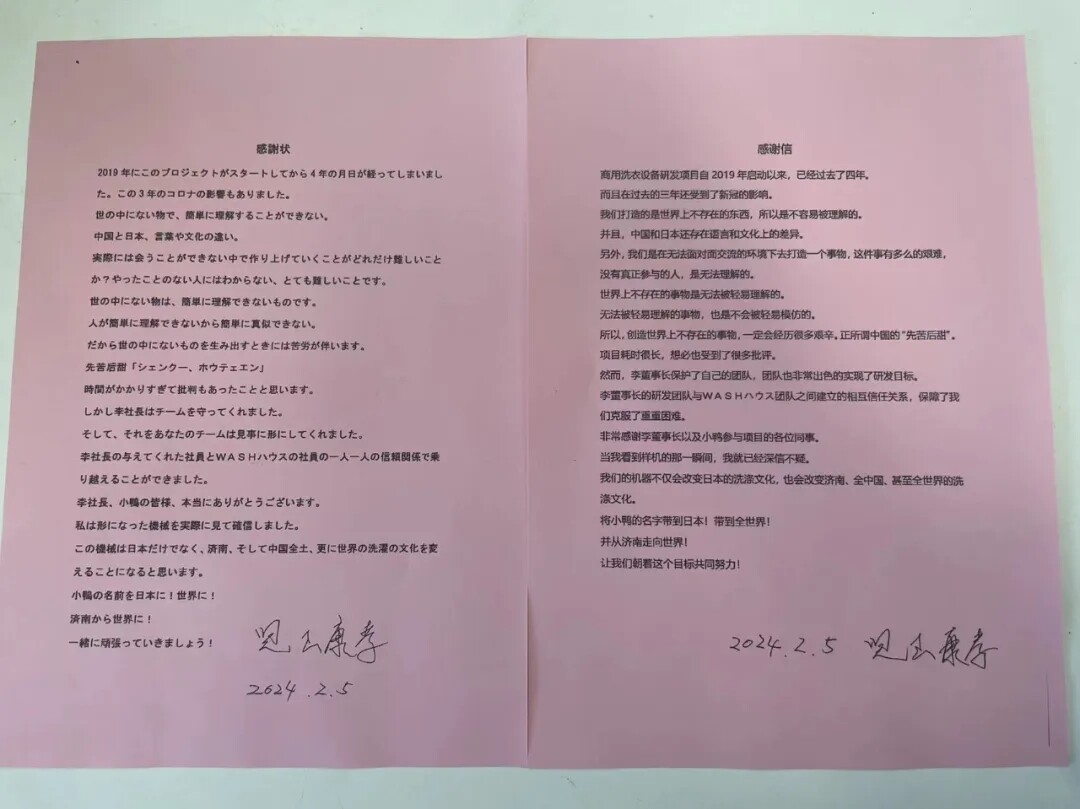 感謝状
2019年にこのプロジェクトがスタートしてから4年の月日が経ってしまいまし
た。この3年のコロナの影響もありました。
世の中にない物で、簡単に理解することができない。
中国と日本、言葉や文化の違い。
実際には会うことができない中で作り上げていくことがどれだけ難しいこと
か？やったことのない人にはわからない、とても難しいことです。
世の中にない物は、簡単に理解できないものです。
人が簡単に理解できないから簡単に真似できない。
だから世の中にないものを生み出すときには苦労が伴います。
先苦后甜「シェンクー、ホウテェエン」
時間がかかりすぎて批判もあったことと思います。
しかし李社長はチームを守ってくれました。
そして、それをあなたのチームは見事に形にしてくれました。
李社長の与えてくれた社員とWASHハウスの社員の一人一人の信頼関係で乗
り越えることができました。
李社長、小鴨の皆様、本当にありがとうございます。
私は形になった機械を実際に見て確信しました。
この機械は日本だけでなく、済南、そして中国全土、更に世界の洗濯の文化を変
えることになると思います。
小鴨の名前を日本に！世界に！
済南から世界に！
一緒に頑張っていきましょう！
児玉康孝
2024.2.5
感谢信
商用洗衣设备研发项目自2019年启动以来，已经过去了四年。
而且在过去的三年还受到了新冠的影响。
我们打造的是世界上不存在的东西，所以是不容易被理解的。
并且，中国和日本还存在语言和文化上的差异。
另外，我们是在无法面对面交流的环境下去打造一个事物，这件事有多么的艰难，
没有真正参与的人，是无法理解的。
世界上不存在的事物是无法被轻易理解的。
无法被轻易理解的事物，也是不会被轻易模仿的。
所以，创造世界上不存在的事物，一定会经历很多艰辛。正所谓中国的“先苦后甜”。
项目耗时很长，想必也受到了很多批评。
然而，李董事长保护了自己的团队，团队也非常出色的实现了研发目标。
李董事长的研发团队与WASHハウス团队之间建立的相互信任关系，保障了我
们克服了重重困难。
非常感谢李董事长以及小鸭参与项目的各位同事。
当我看到样机的那一瞬间，我就已经深信不疑。
我们的机器不仅会改变日本的洗涤文化，也会改变济南、全中国、甚至全世界的洗
涤文化。
将小鸭的名字带到日本！带到全世界！
并从济南走向世界！
让我们朝着这个目标共同努力！
2024.2.5 児玉康孝